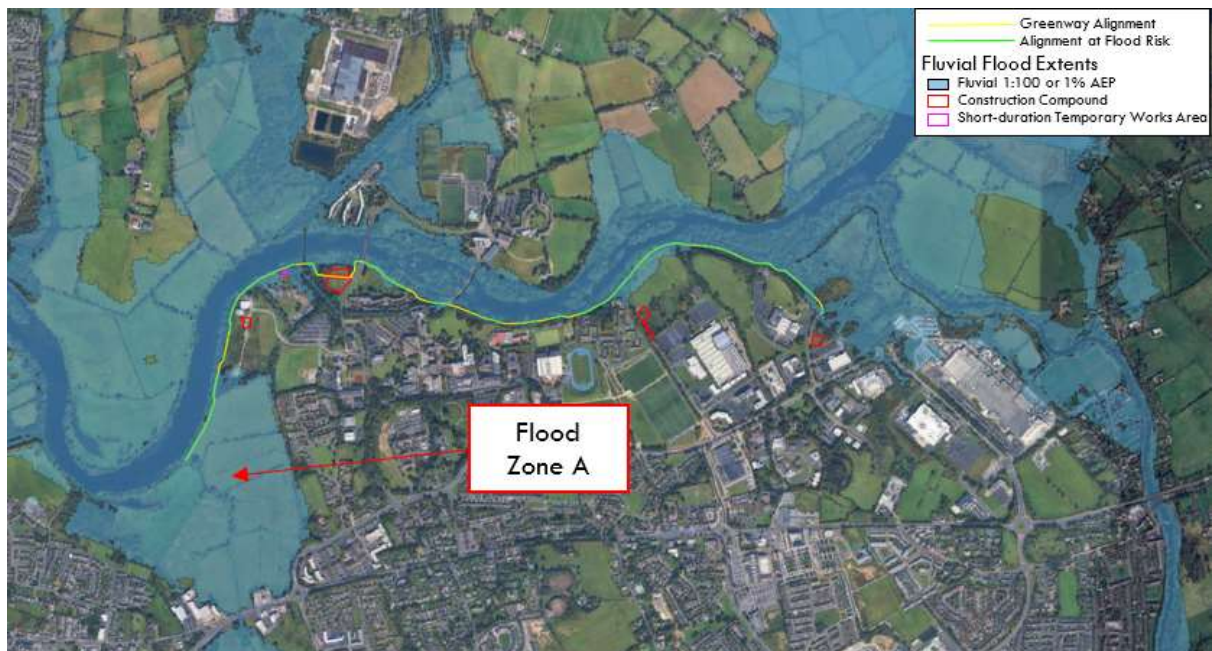 Greenway Alignment
Alignment at Flood Risk
Fluvial Flood Extents
Fluvial 1:100 or 1% AEP
Construction Compound
Short-duration Temporary Works Area
Flood
Zone A